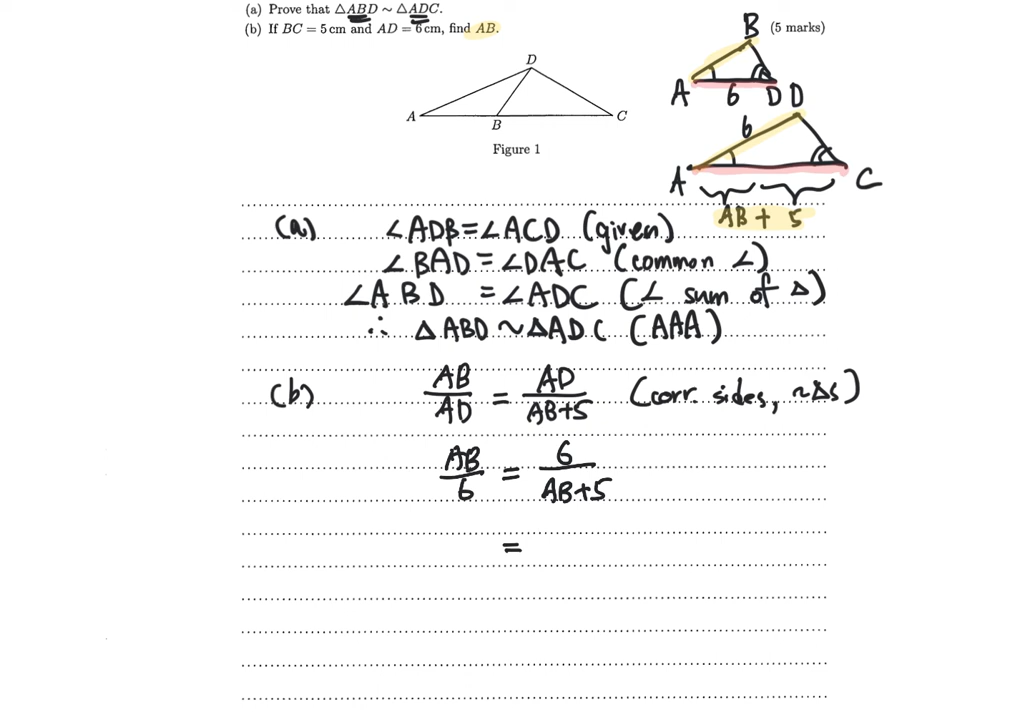 (a) Prove that △ABD ~ △ADC.
(b) If BC = 5 cm and AD = 6 cm, find AB.
(5 marks)
D
A
B
C
Figure 1
B
A 6 D
D
6
A C
AB + 5
(a) ∠ADB = ∠ACD (given)
∠BAD = ∠DAC (common ∠)
∠ABD = ∠ADC (∠ sum of △)
∴ △ABD ~ △ADC (AAA)
(b) AB/AD = AD/AB+5 (corr. sides, ~△s)
AB/6 = 6/AB+5
=